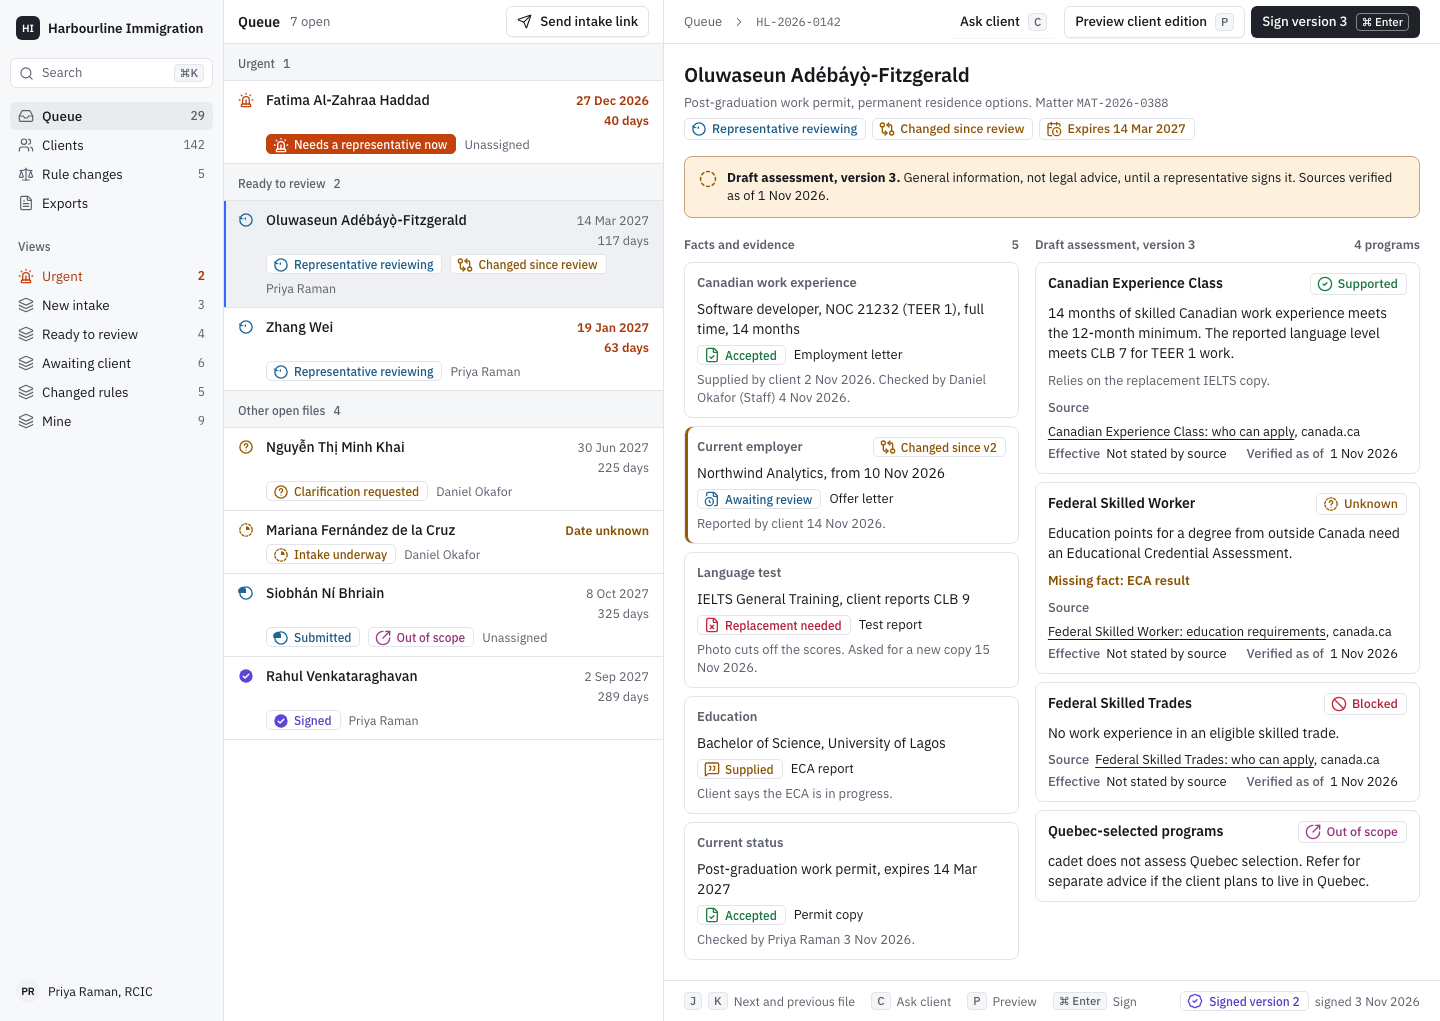 HI Harbourline Immigration
Search ⌘K
Queue 29
Clients 142
Rule changes 5
Exports
Views
Urgent 2
New intake 3
Ready to review 4
Awaiting client 6
Changed rules 5
Mine 9
PR Priya Raman, RCIC
Queue 7 open Send intake link
Urgent 1
Fatima Al-Zahraa Haddad 27 Dec 2026
40 days
Needs a representative now Unassigned
Ready to review 2
Oluwaseun Adébáyọ̀-Fitzgerald 14 Mar 2027
117 days
Representative reviewing Changed since review
Priya Raman
Zhang Wei 19 Jan 2027
63 days
Representative reviewing Priya Raman
Other open files 4
Nguyễn Thị Minh Khai 30 Jun 2027
225 days
Clarification requested Daniel Okafor
Mariana Fernández de la Cruz Date unknown
Intake underway Daniel Okafor
Siobhán Ní Bhriain 8 Oct 2027
325 days
Submitted Out of scope Unassigned
Rahul Venkataraghavan 2 Sep 2027
289 days
Signed Priya Raman
Queue HL-2026-0142 Ask client C Preview client edition P Sign version 3 ⌘ Enter
Oluwaseun Adébáyọ̀-Fitzgerald
Post-graduation work permit, permanent residence options. Matter MAT-2026-0388
Representative reviewing Changed since review Expires 14 Mar 2027
Draft assessment, version 3. General information, not legal advice, until a representative signs it. Sources verified
as of 1 Nov 2026.
Facts and evidence 5
Canadian work experience
Software developer, NOC 21232 (TEER 1), full
time, 14 months
Accepted Employment letter
Supplied by client 2 Nov 2026. Checked by Daniel
Okafor (Staff) 4 Nov 2026.
Current employer Changed since v2
Northwind Analytics, from 10 Nov 2026
Awaiting review Offer letter
Reported by client 14 Nov 2026.
Language test
IELTS General Training, client reports CLB 9
Replacement needed Test report
Photo cuts off the scores. Asked for a new copy 15
Nov 2026.
Education
Bachelor of Science, University of Lagos
Supplied ECA report
Client says the ECA is in progress.
Current status
Post-graduation work permit, expires 14 Mar
2027
Accepted Permit copy
Checked by Priya Raman 3 Nov 2026.
Draft assessment, version 3 4 programs
Canadian Experience Class Supported
14 months of skilled Canadian work experience meets
the 12-month minimum. The reported language level
meets CLB 7 for TEER 1 work.
Relies on the replacement IELTS copy.
Source
Canadian Experience Class: who can apply, canada.ca
Effective Not stated by source Verified as of 1 Nov 2026
Federal Skilled Worker Unknown
Education points for a degree from outside Canada need
an Educational Credential Assessment.
Missing fact: ECA result
Source
Federal Skilled Worker: education requirements, canada.ca
Effective Not stated by source Verified as of 1 Nov 2026
Federal Skilled Trades Blocked
No work experience in an eligible skilled trade.
Source Federal Skilled Trades: who can apply, canada.ca
Effective Not stated by source Verified as of 1 Nov 2026
Quebec-selected programs Out of scope
cadet does not assess Quebec selection. Refer for
separate advice if the client plans to live in Quebec.
J K Next and previous file C Ask client P Preview ⌘ Enter Sign Signed version 2 signed 3 Nov 2026